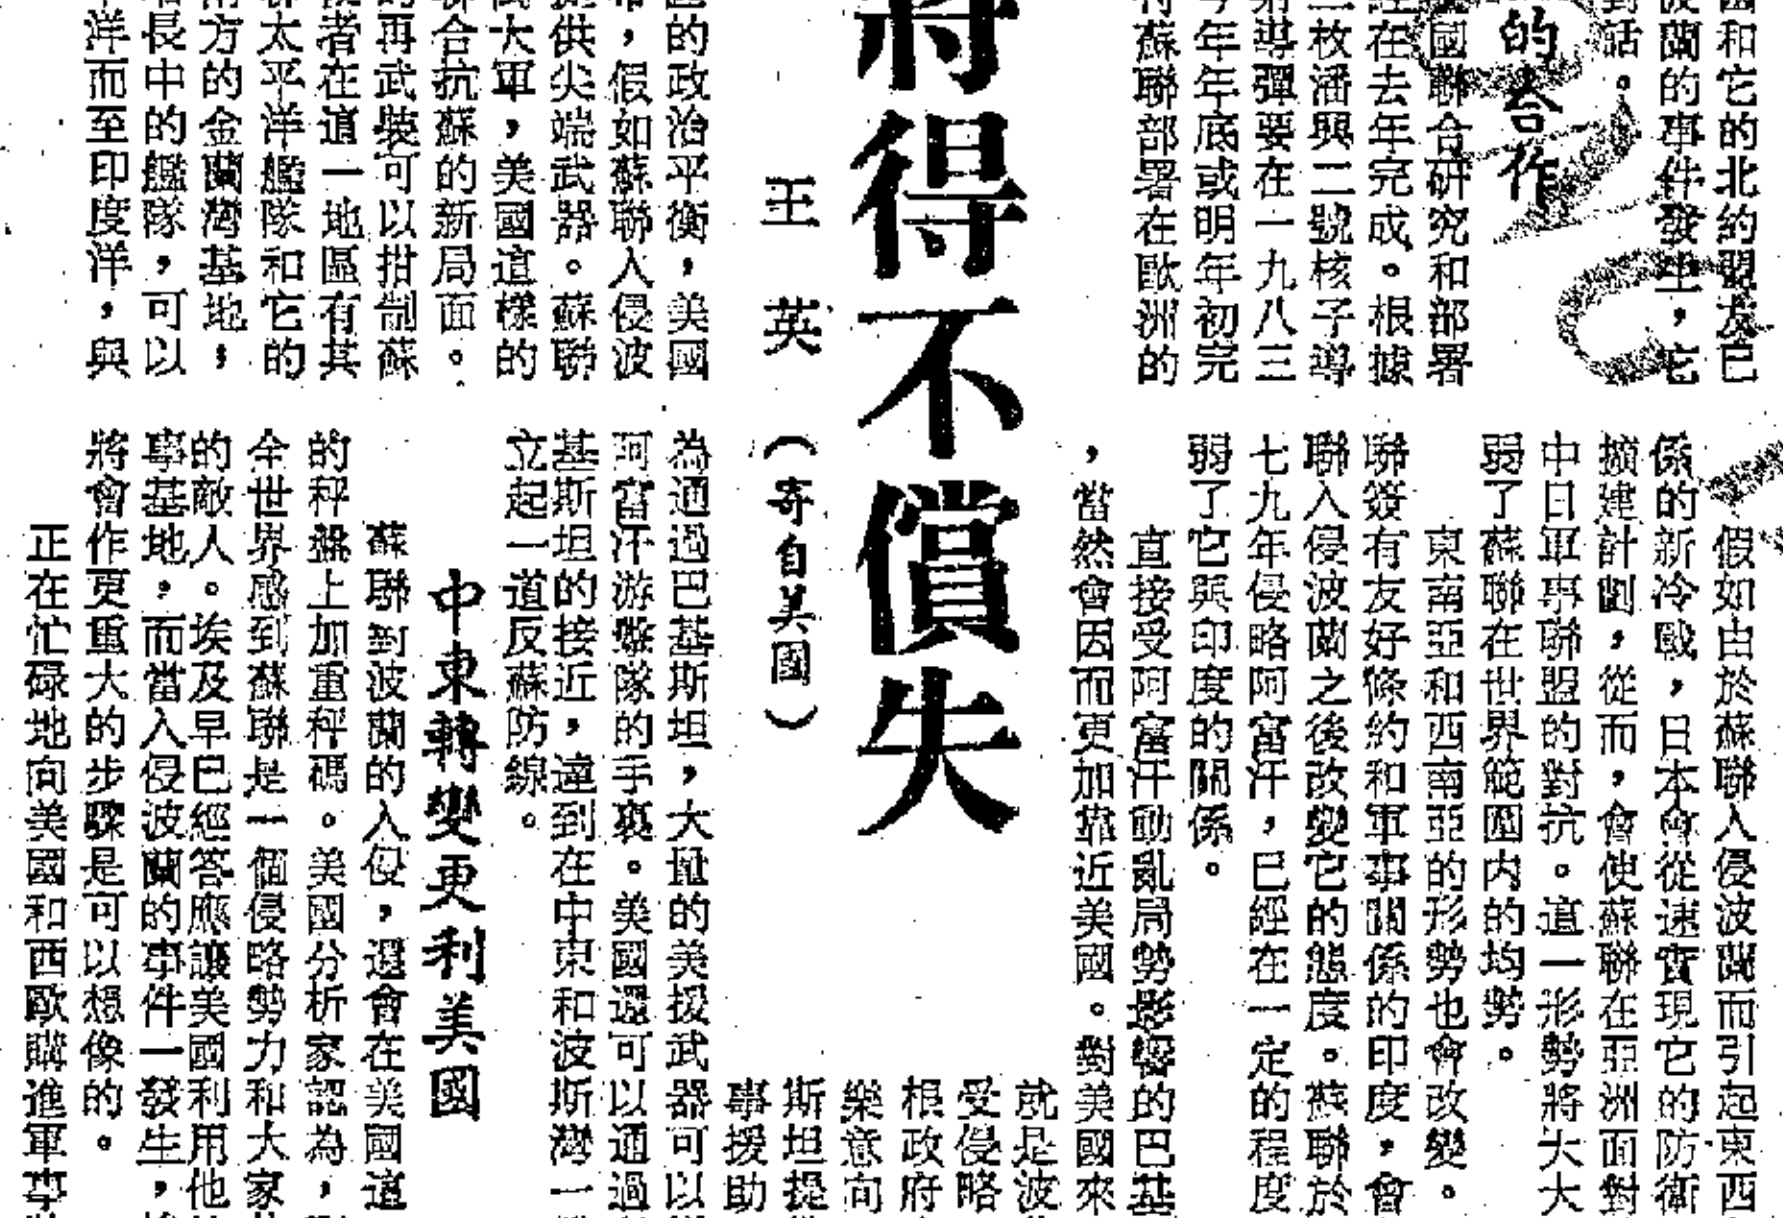 國和它的北約盟友已
波蘭的事件發生，它
對話。
的合作
國聯合研究和部署
經在去年完成。根據
二枚潘興二號核子導
彈導彈要在一九八三
今年年底或明年初完
將蘇聯部署在歐洲的
將得不償失
王英
（寄自美國）
的政治平衡，美國
，假如蘇聯入侵波
提供尖端武器。蘇聯
大軍，美國這樣的
聯合抗蘇的新局面。
的再武裝可以拑制蘇
後者在這一地區有其
太平洋艦隊和它的
南方的金蘭灣基地，
長中的艦隊，可以
洋而至印度洋，與
假如由於蘇聯入侵波蘭而引起東西
係的新冷戰，日本會從速實現它的防衛
擴建計劃，從而，會使蘇聯在亞洲面對
中日軍事聯盟的對抗。這一形勢將大大
弱了蘇聯在世界範圍内的均勢。
東南亞和西南亞的形勢也會改變。
聯簽有友好條約和軍事關係的印度，會
聯入侵波蘭之後改變它的態度。蘇聯於
七九年侵略阿富汗，已經在一定的程度
弱了它與印度的關係。
直接受阿富汗動亂局勢影響的巴基
，當然會因而更加靠近美國。對美國來
就是波
受侵略
根政府
樂意向
斯坦提
事援助
為通過巴基斯坦，大量的美援武器可以
阿富汗游擊隊的手裏。美國還可以通過
基斯坦的接近，達到在中東和波斯灣一
立起一道反蘇防線。
中東轉變更利美國
蘇聯對波蘭的入侵，還會在美國這
的秤盤上加重秤碼。美國分析家認為，
全世界感到蘇聯是一個侵略勢力和大家
的敵人。埃及早已經答應讓美國利用他
事基地，而當入侵波蘭的事件一發生，
將會作更重大的步驟是可以想像的。
正在忙碌地向美國和西歐購進軍事